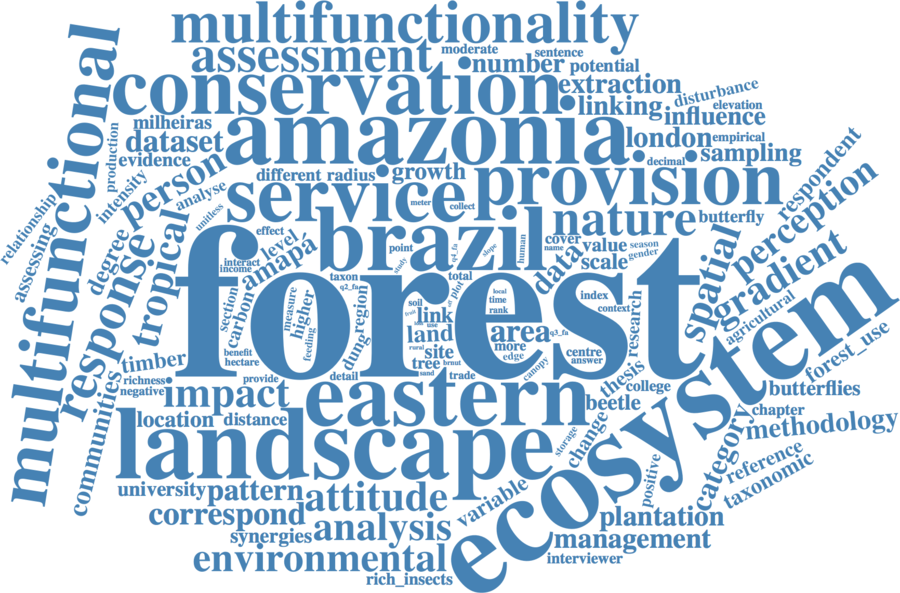 multifunctionality
assessment
moderate
sentence
number
potential
conservation
extraction
disturbance
multifunctional
linking
elevation
influence
milheiras
amazonia
dataset
london
empirical
production
evidence
person
different radius
growth
decimal
sampling
respondent
intensity
analyse
service
meter
collect
provision
relationship
unitless
nature
butterfly
perception
assessing
degree
response
tropical
effect
brazil
human
cover
name
value
season
gender
level
interact
income
amapá
point
study
q4_fa
slope
data
scale
spatial
gradient
forest
taxon
q2_fa
total
plot
section
carbon
measure
higher
feeding
dung
region
soil
fruit
link
use
land
rural
local
time
rank
index
context
area
q3_fa
research
agricultural
ecosystem
timber
benefit
hectare
site
more
edge
tree
sand
centre
answer
canopy
forest_use
richness
negative
provide
detail
trade
thesis
college
butterflies
communities
impact
eastern
beetle
location
distance
change
storage
chapter
landscape
category
methodology
positive
reference
taxonomic
university
pattern
attitude
variable
correspond
analysis
plantation
synergies
management
environmental
interviewer
rich_insects